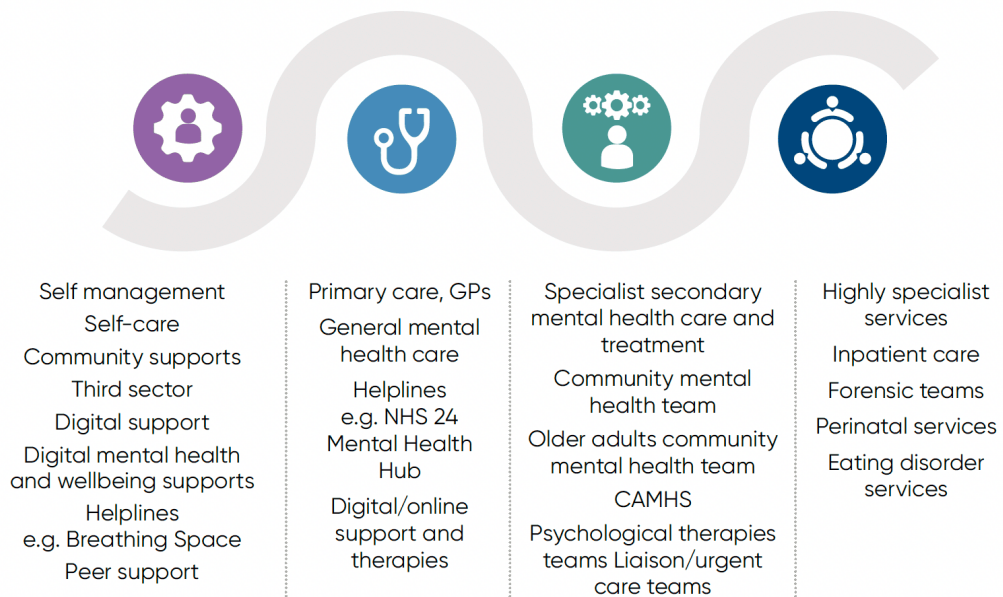 Self management
Self-care
Community supports
Third sector
Digital support
Digital mental health
and wellbeing supports
Helplines
e.g. Breathing Space
Peer support
Primary care, GPs
General mental
health care
Helplines
e.g. NHS 24
Mental Health
Hub
Digital/online
support and
therapies
Specialist secondary
mental health care and
treatment
Community mental
health team
Older adults community
mental health team
CAMHS
Psychological therapies
teams Liaison/urgent
care teams
Highly specialist
services
Inpatient care
Forensic teams
Perinatal services
Eating disorder
services